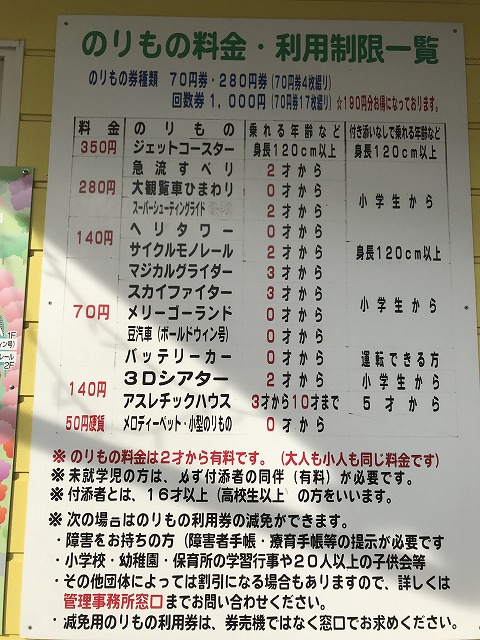 のりもの料金・利用制限一覧
のりもの券種類 70円券・280円券(70円券4枚綴り)
回数券1,000円(70円券17枚綴り) ☆190円分お得になっております。
料金 のりもの 乗れる年齢など 付き添いなしで乗れる年齢など
350円 ジェットコースター 身長120cm以上 身長120cm以上
急流すべり 2才から
280円 大観覧車ひまわり 0才から 小学生から
スーパーシューティングライド 2才から
ヘリタワー 0才から
140円 サイクルモノレール 2才から 身長120cm以上
マジカルグライダー 3才から
スカイファイター 3才から 小学生から
70円 メリーゴーランド 0才から
豆汽車(ボールドウィン号) 0才から
バッテリーカー 0才から 運転できる方
140円 3Dシアター 2才から 小学生から
アスレチックハウス 3才から10才まで 5才から
50円硬貨 メロディーペット・小型のりもの 0才から
※のりもの料金は2才から有料です。(大人も小人も同じ料金です)
※未就学児の方は、必ず付添者の同伴(有料)が必要です。
※付添者とは、16才以上(高校生以上)の方をいいます。
※次の場合はのりもの利用券の減免ができます。
・障害をお持ちの方(障害者手帳・療育手帳等の提示が必要です
・小学校・幼稚園・保育所の学習行事や20人以上の子供会等
・その他団体によっては割引になる場合もありますので、詳しくは
管理事務所窓口までお問い合わせください。
・減免用のりもの利用券は、券売機ではなく窓口でお求めください。